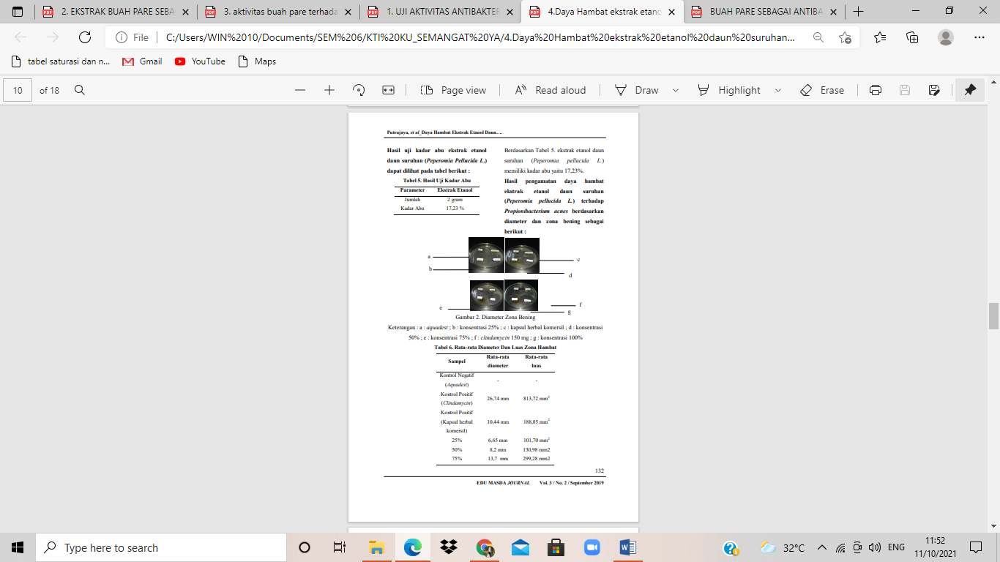 2. EKSTRAK BUAH PARE SEBA
3. aktivitas buah pare terhada
1. UJI AKTIVITAS ANTIBAKTER
4.Daya Hambat ekstrak etano
BUAH PARE SEBAGAI ANTIBA
File
C:/Users/WIN%2010/Documents/SEM%206/KTI%20KU_SEMANGAT%20YA/4.Daya%20Hambat%20ekstrak%20etanol%20daun%20suruhan...
tabel saturasi dan n...
Gmail
YouTube
Maps
10
of 18
Page view
Read aloud
Draw
Highlight
Erase
Putrajaya, et al_Daya Hambat Ekstrak Etanol Daun.....
Hasil uji kadar abu ekstrak etanol
daun suruhan (Peperomia Pellucida L.)
dapat dilihat pada tabel berikut :
Tabel 5. Hasil Uji Kadar Abu
Parameter Ekstrak Etanol
Jumlah 2 gram
Kadar Abu 17,23 %
Berdasarkan Tabel 5. ekstrak etanol daun
suruhan (Peperomia pellucida L.)
memiliki kadar abu yaitu 17,23%.
Hasil pengamatan daya hambat
ekstrak etanol daun suruhan
(Peperomia pellucida L.) terhadap
Propionibacterium acnes berdasarkan
diameter dan zona bening sebagai
berikut :
a
b
c
d
e
f
g
Gambar 2. Diameter Zona Bening
Keterangan : a : aquadest ; b : konsentrasi 25% ; c : kapsul herbal komersil ; d : konsentrasi
50% ; e : konsentrasi 75% ; f : clindamycin 150 mg ; g : konsentrasi 100%
Tabel 6. Rata-rata Diameter Dan Luas Zona Hambat
Sampel Rata-rata diameter Rata-rata luas
Kontrol Negatif (Aquadest) - -
Kontrol Positif (Clindamycin) 26,74 mm 813,72 mm²
Kontrol Positif (Kapsul herbal komersil) 10,44 mm 188,85 mm²
25% 6,65 mm 101,70 mm²
50% 8,2 mm 130,98 mm2
75% 13,7 mm 299,28 mm2
132
EDU MASDA JOURNAL Vol. 3 / No. 2 / September 2019
Type here to search
32°C
ENG
11:52
11/10/2021